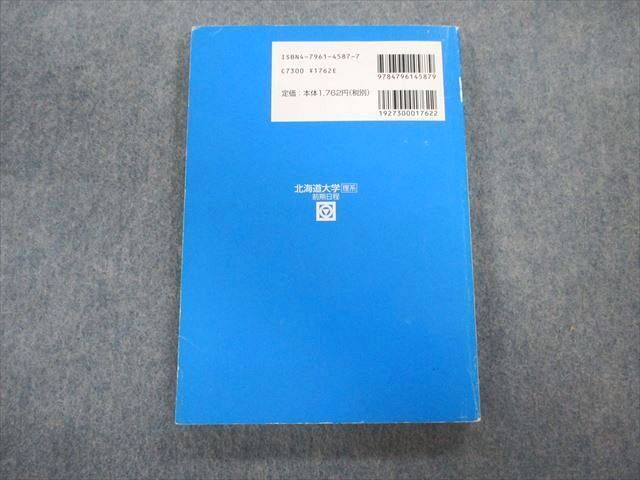 ISBN4-7961-4587-7
C7300 ¥1762E
定価：本体1,762円(税別)
9784796145879
1927300017622
北海道大学 理系
前期日程